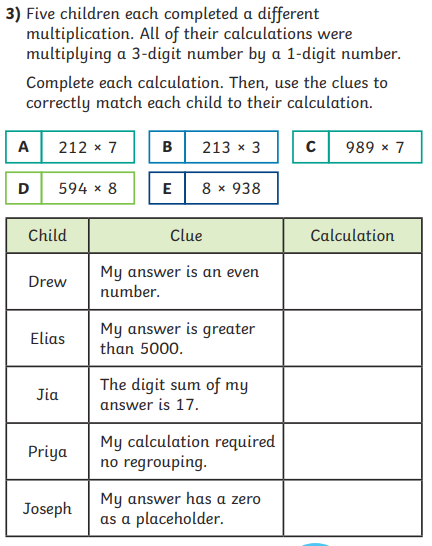 3) Five children each completed a different
multiplication. All of their calculations were
multiplying a 3-digit number by a 1-digit number.
Complete each calculation. Then, use the clues to
correctly match each child to their calculation.
A 212 × 7 B 213 × 3 C 989 × 7
D 594 × 8 E 8 × 938
Child Clue Calculation
Drew My answer is an even
number.
Elias My answer is greater
than 5000.
Jia The digit sum of my
answer is 17.
Priya My calculation required
no regrouping.
Joseph My answer has a zero
as a placeholder.